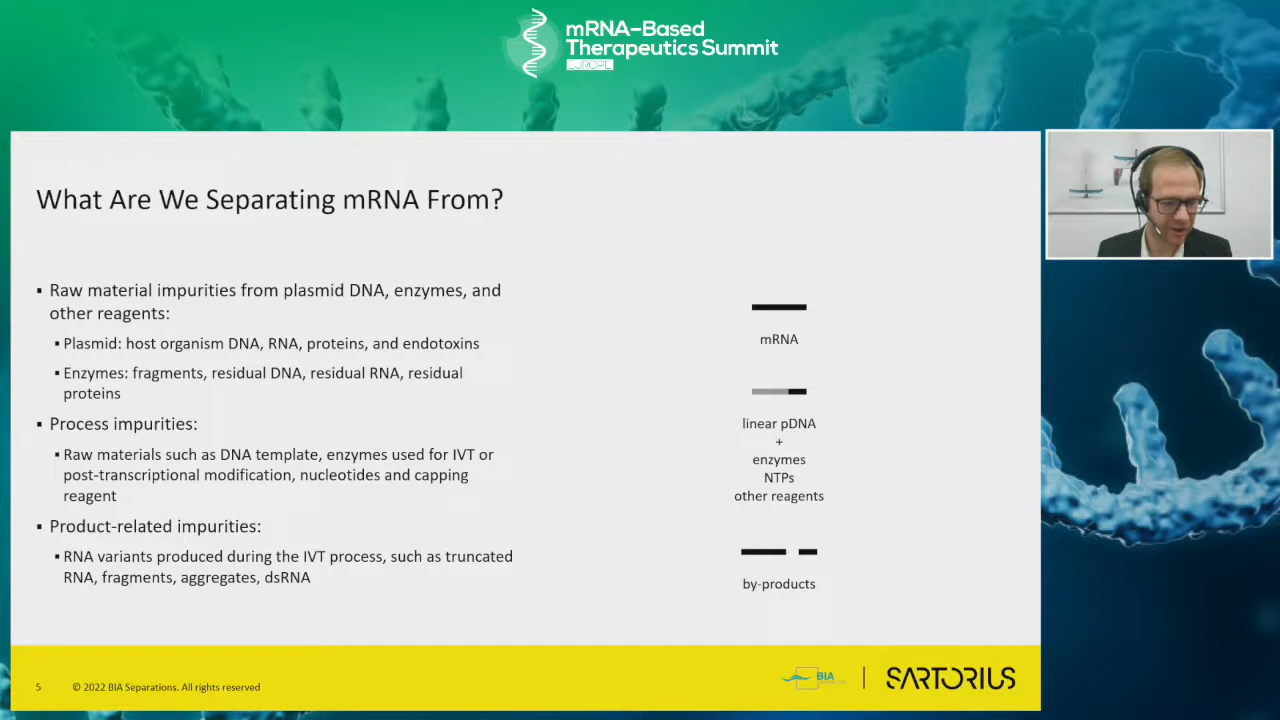 mRNA-Based
Therapeutics Summit
EUROPE
What Are We Separating mRNA From?
▪ Raw material impurities from plasmid DNA, enzymes, and
other reagents:
▪ Plasmid: host organism DNA, RNA, proteins, and endotoxins
▪ Enzymes: fragments, residual DNA, residual RNA, residual
proteins
▪ Process impurities:
▪ Raw materials such as DNA template, enzymes used for IVT or
post-transcriptional modification, nucleotides and capping
reagent
▪ Product-related impurities:
▪ RNA variants produced during the IVT process, such as truncated
RNA, fragments, aggregates, dsRNA
mRNA
linear pDNA
+
enzymes
NTPs
other reagents
by-products
5 © 2022 BIA Separations. All rights reserved
BIA
SARTORIUS